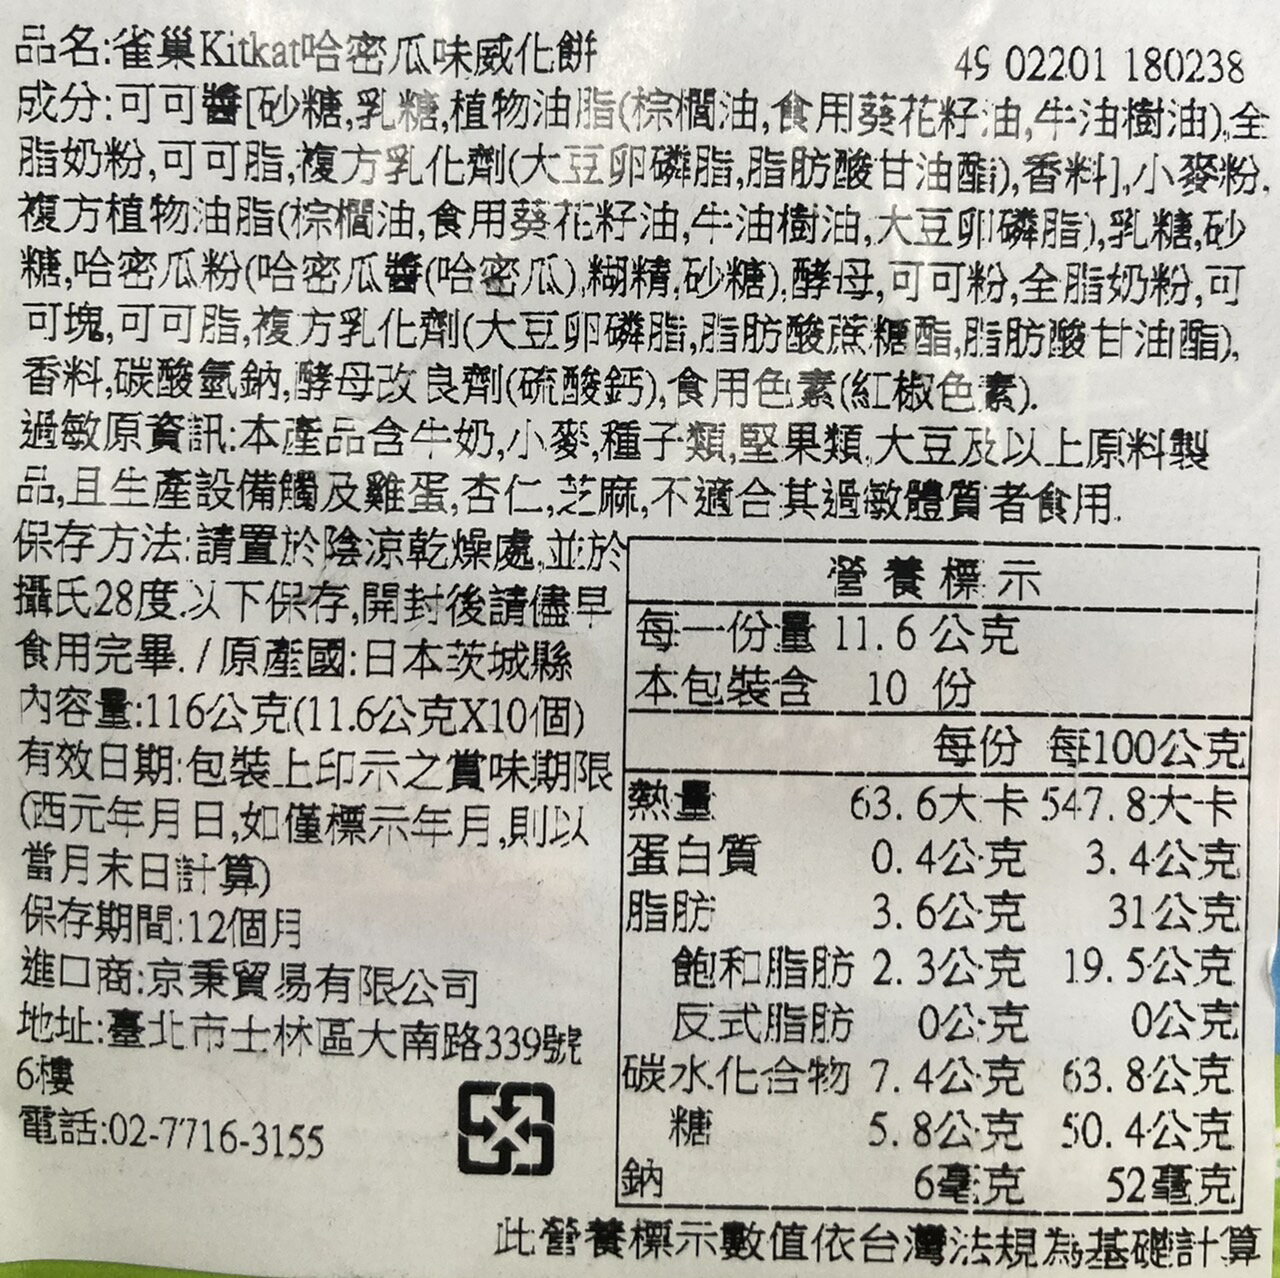 品名:雀巢Kitkat哈密瓜味威化餅
49 02201 180238
成分:可可醬[砂糖,乳糖,植物油脂(棕櫚油,食用葵花籽油,牛油樹油),全
脂奶粉,可可脂,複方乳化劑(大豆卵磷脂,脂肪酸甘油酯),香料],小麥粉,
複方植物油脂(棕櫚油,食用葵花籽油,牛油樹油,大豆卵磷脂),乳糖,砂
糖,哈密瓜粉(哈密瓜醬(哈密瓜),糊精,砂糖),酵母,可可粉,全脂奶粉,可
可塊,可可脂,複方乳化劑(大豆卵磷脂,脂肪酸蔗糖酯,脂肪酸甘油酯),
香料,碳酸氫鈉,酵母改良劑(硫酸鈣),食用色素(紅椒色素).
過敏原資訊:本產品含牛奶,小麥,種子類,堅果類,大豆及以上原料製
品,且生產設備觸及雞蛋,杏仁,芝麻,不適合其過敏體質者食用.
保存方法:請置於陰涼乾燥處,並於
攝氏28度以下保存,開封後請儘早
食用完畢. / 原產國:日本茨城縣
內容量:116公克(11.6公克X10個)
有效日期:包裝上印示之賞味期限
(西元年月日,如僅標示年月,則以
當月末日計算)
保存期間:12個月
進口商:京秉貿易有限公司
地址:臺北市士林區大南路339號
6樓
電話:02-7716-3155
營養標示
每一份量 11.6 公克
本包裝含 10 份
每份 每100公克
熱量 63.6大卡 547.8大卡
蛋白質 0.4公克 3.4公克
脂肪 3.6公克 31公克
飽和脂肪 2.3公克 19.5公克
反式脂肪 0公克 0公克
碳水化合物 7.4公克 63.8公克
糖 5.8公克 50.4公克
鈉 6毫克 52毫克
此營養標示數值依台灣法規為基礎計算